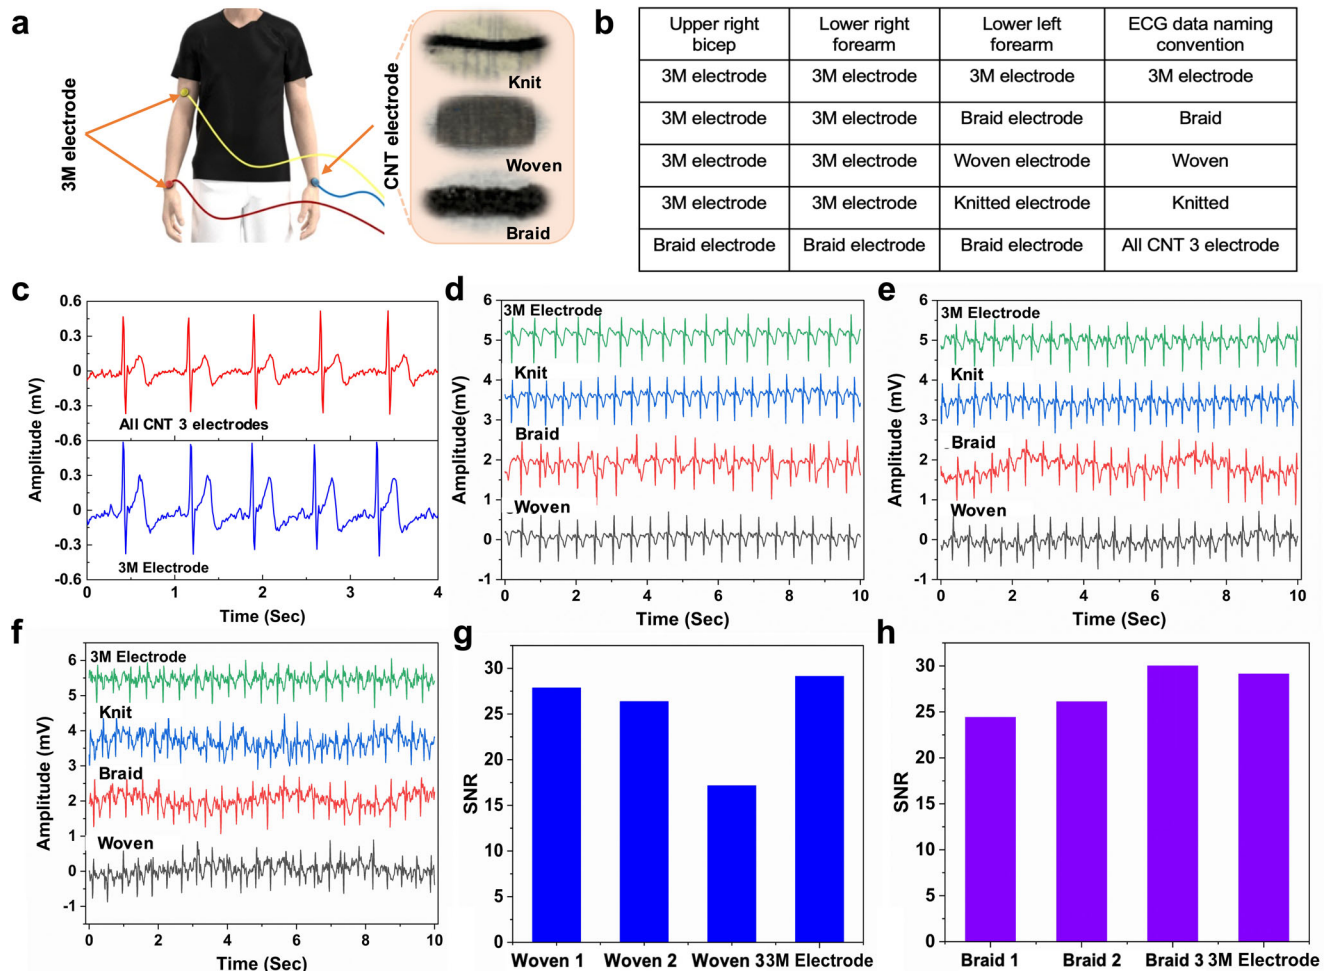 a
3M electrode
CNT electrode
Knit
Woven
Braid
b
Upper right bicep
Lower right forearm
Lower left forearm
ECG data naming convention
3M electrode
3M electrode
3M electrode
3M electrode
3M electrode
3M electrode
Braid electrode
Braid
3M electrode
3M electrode
Woven electrode
Woven
3M electrode
3M electrode
Knitted electrode
Knitted
Braid electrode
Braid electrode
Braid electrode
All CNT 3 electrode
c
Amplitude (mV)
0.6
0.3
0
-0.3
All CNT 3 electrodes
-0.6
0.3
0
-0.3
3M Electrode
-0.6
0 1 2 3 4
Time (Sec)
d
Amplitude(mV)
6
5
4
3
2
1
0
-1
3M Electrode
Knit
Braid
Woven
0 2 4 6 8 10
Time (Sec)
e
Amplitude (mV)
6
5
4
3
2
1
0
-1
3M Electrode
Knit
Braid
Woven
0 2 4 6 8 10
Time (Sec)
f
Amplitude (mV)
6
5
4
3
2
1
0
-1
3M Electrode
Knit
Braid
Woven
0 2 4 6 8 10
Time (Sec)
g
SNR
30
25
20
15
10
5
0
Woven 1 Woven 2 Woven 3 3M Electrode
h
SNR
30
25
20
15
10
5
0
Braid 1 Braid 2 Braid 3 3M Electrode